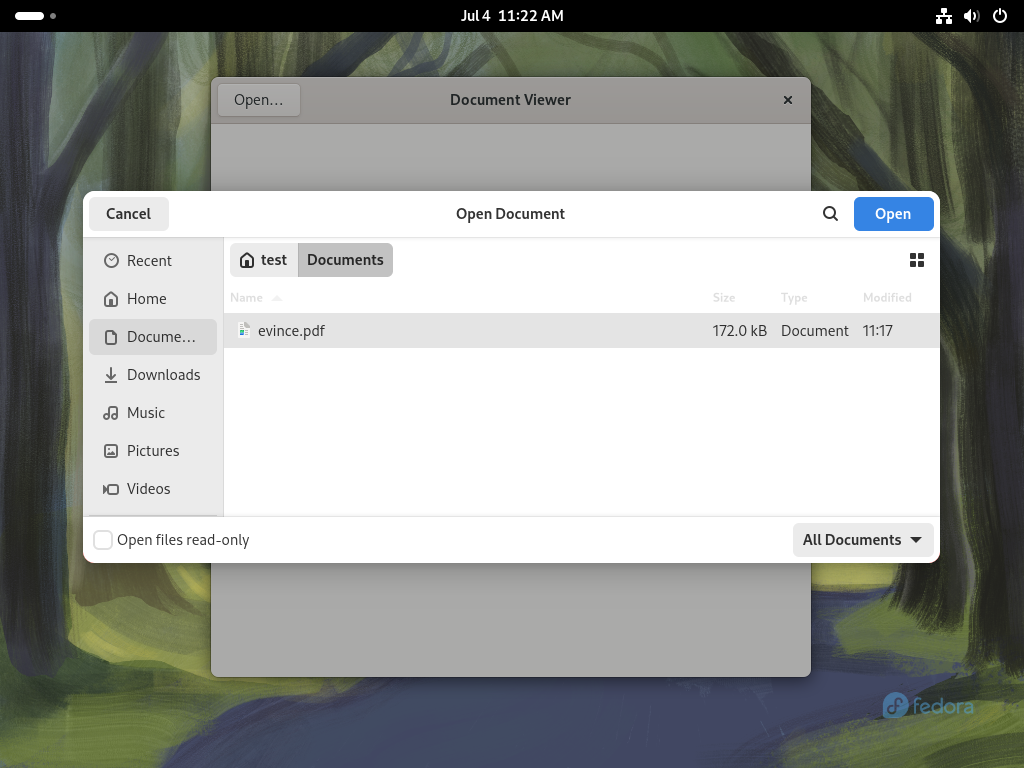 Jul 4 11:22 AM
Open…
Document Viewer
Cancel
Open Document
Open
Recent
Home
Docume…
Downloads
Music
Pictures
Videos
test
Documents
Name
Size
Type
Modified
evince.pdf
172.0 kB
Document
11:17
Open files read-only
All Documents
fedora